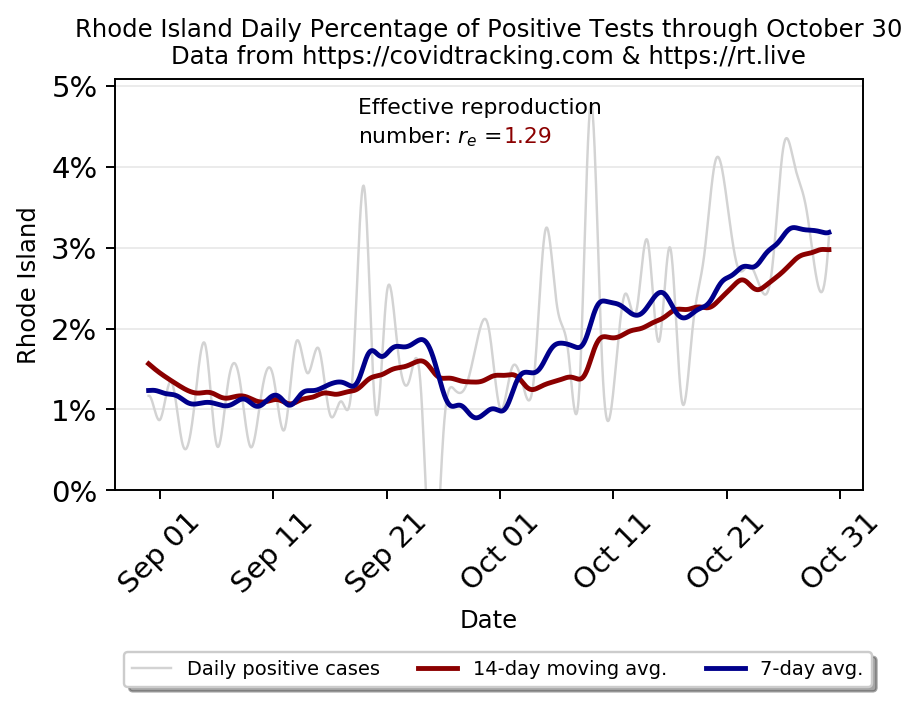 Rhode Island Daily Percentage of Positive Tests through October 30
Data from https://covidtracking.com & https://rt.live
Effective reproduction
number: rₑ =1.29
5%
4%
3%
2%
1%
0%
Rhode Island
Sep 01
Sep 11
Sep 21
Oct 01
Oct 11
Oct 21
Oct 31
Date
Daily positive cases
14-day moving avg.
7-day avg.